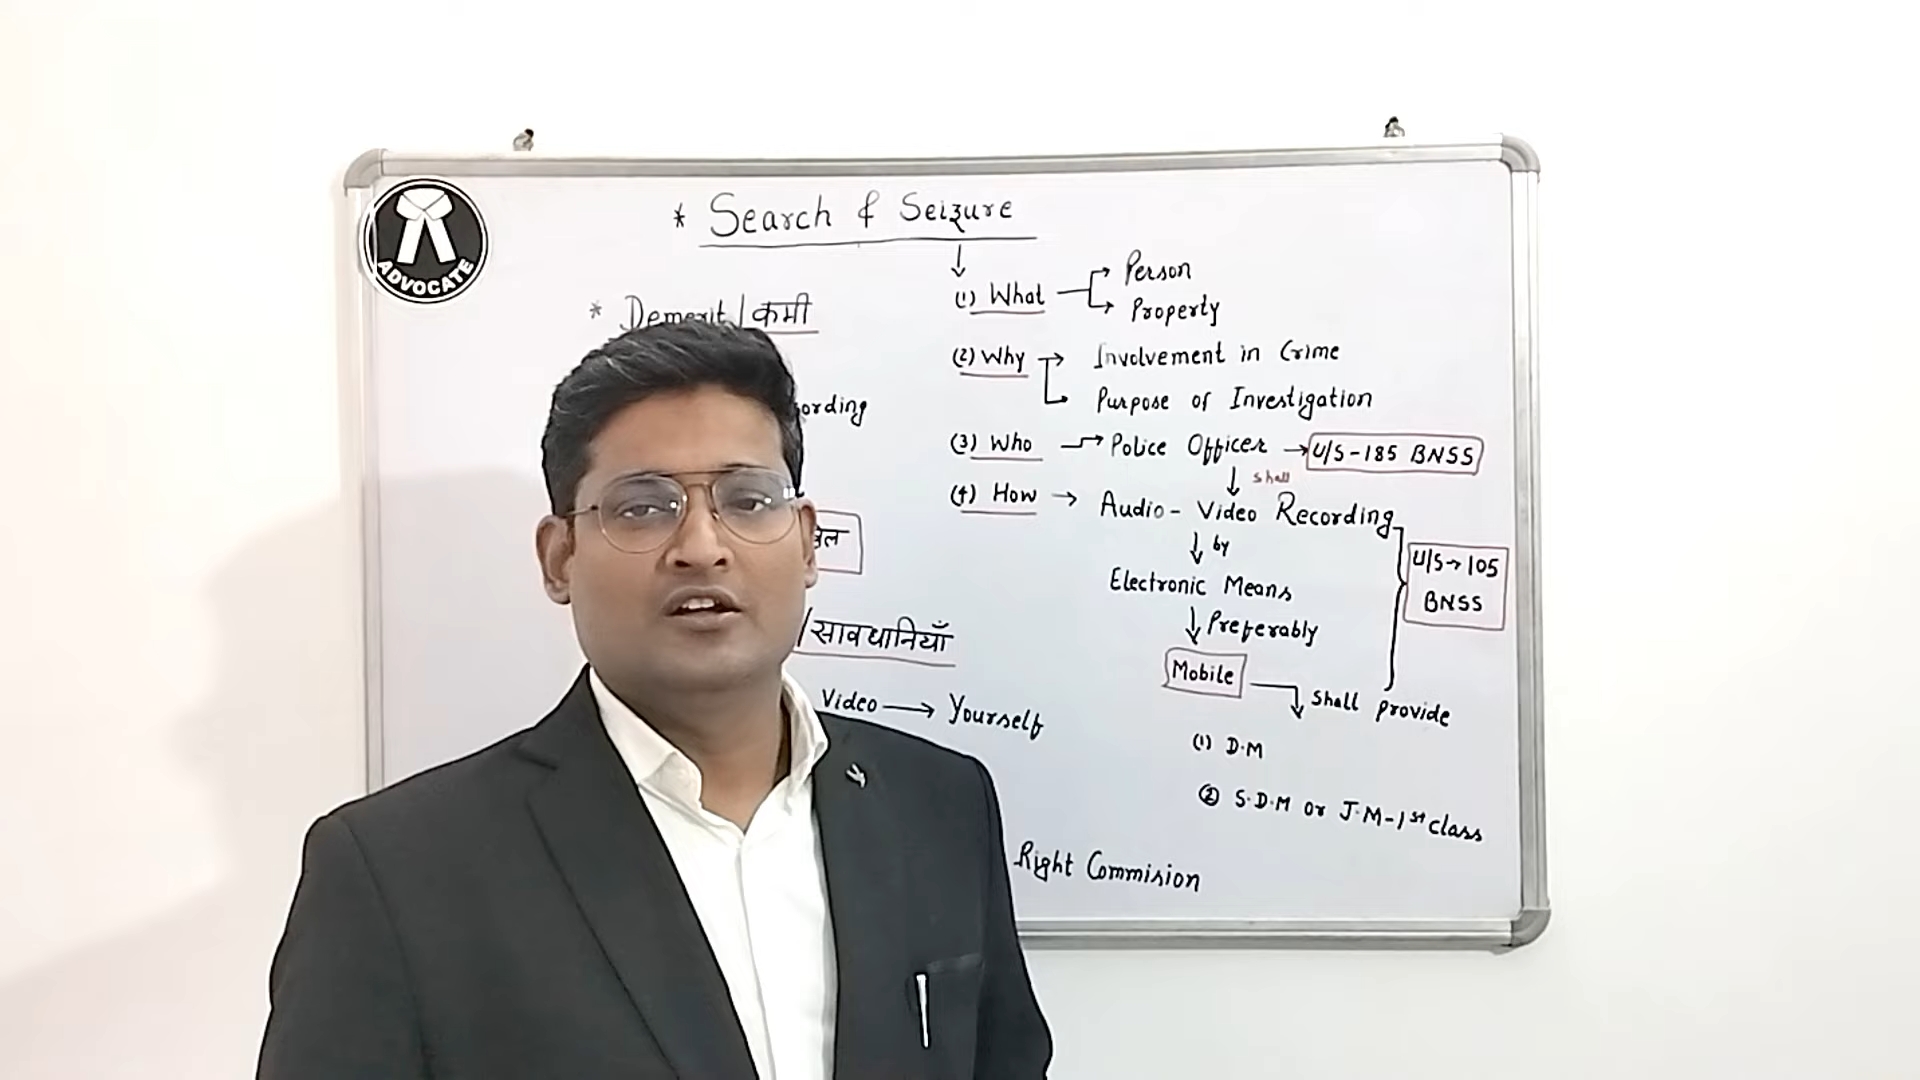 ADVOCATE
* Search & Seizure
* Demerit / कमी
ording
/ सावधानियाँ
Video → Yourself
Right Commision
(1) What → Person
→ Property
(2) Why → Involvement in Crime
Purpose of Investigation
(3) Who → Police Officer → U/S-185 BNSS
↓ Shall
(4) How → Audio-Video Recording
↓ by
Electronic Means
U/S→105
BNSS
↓ Preferably
Mobile
Shall provide
(1) D.M
② S.D.M or J.M-1st class